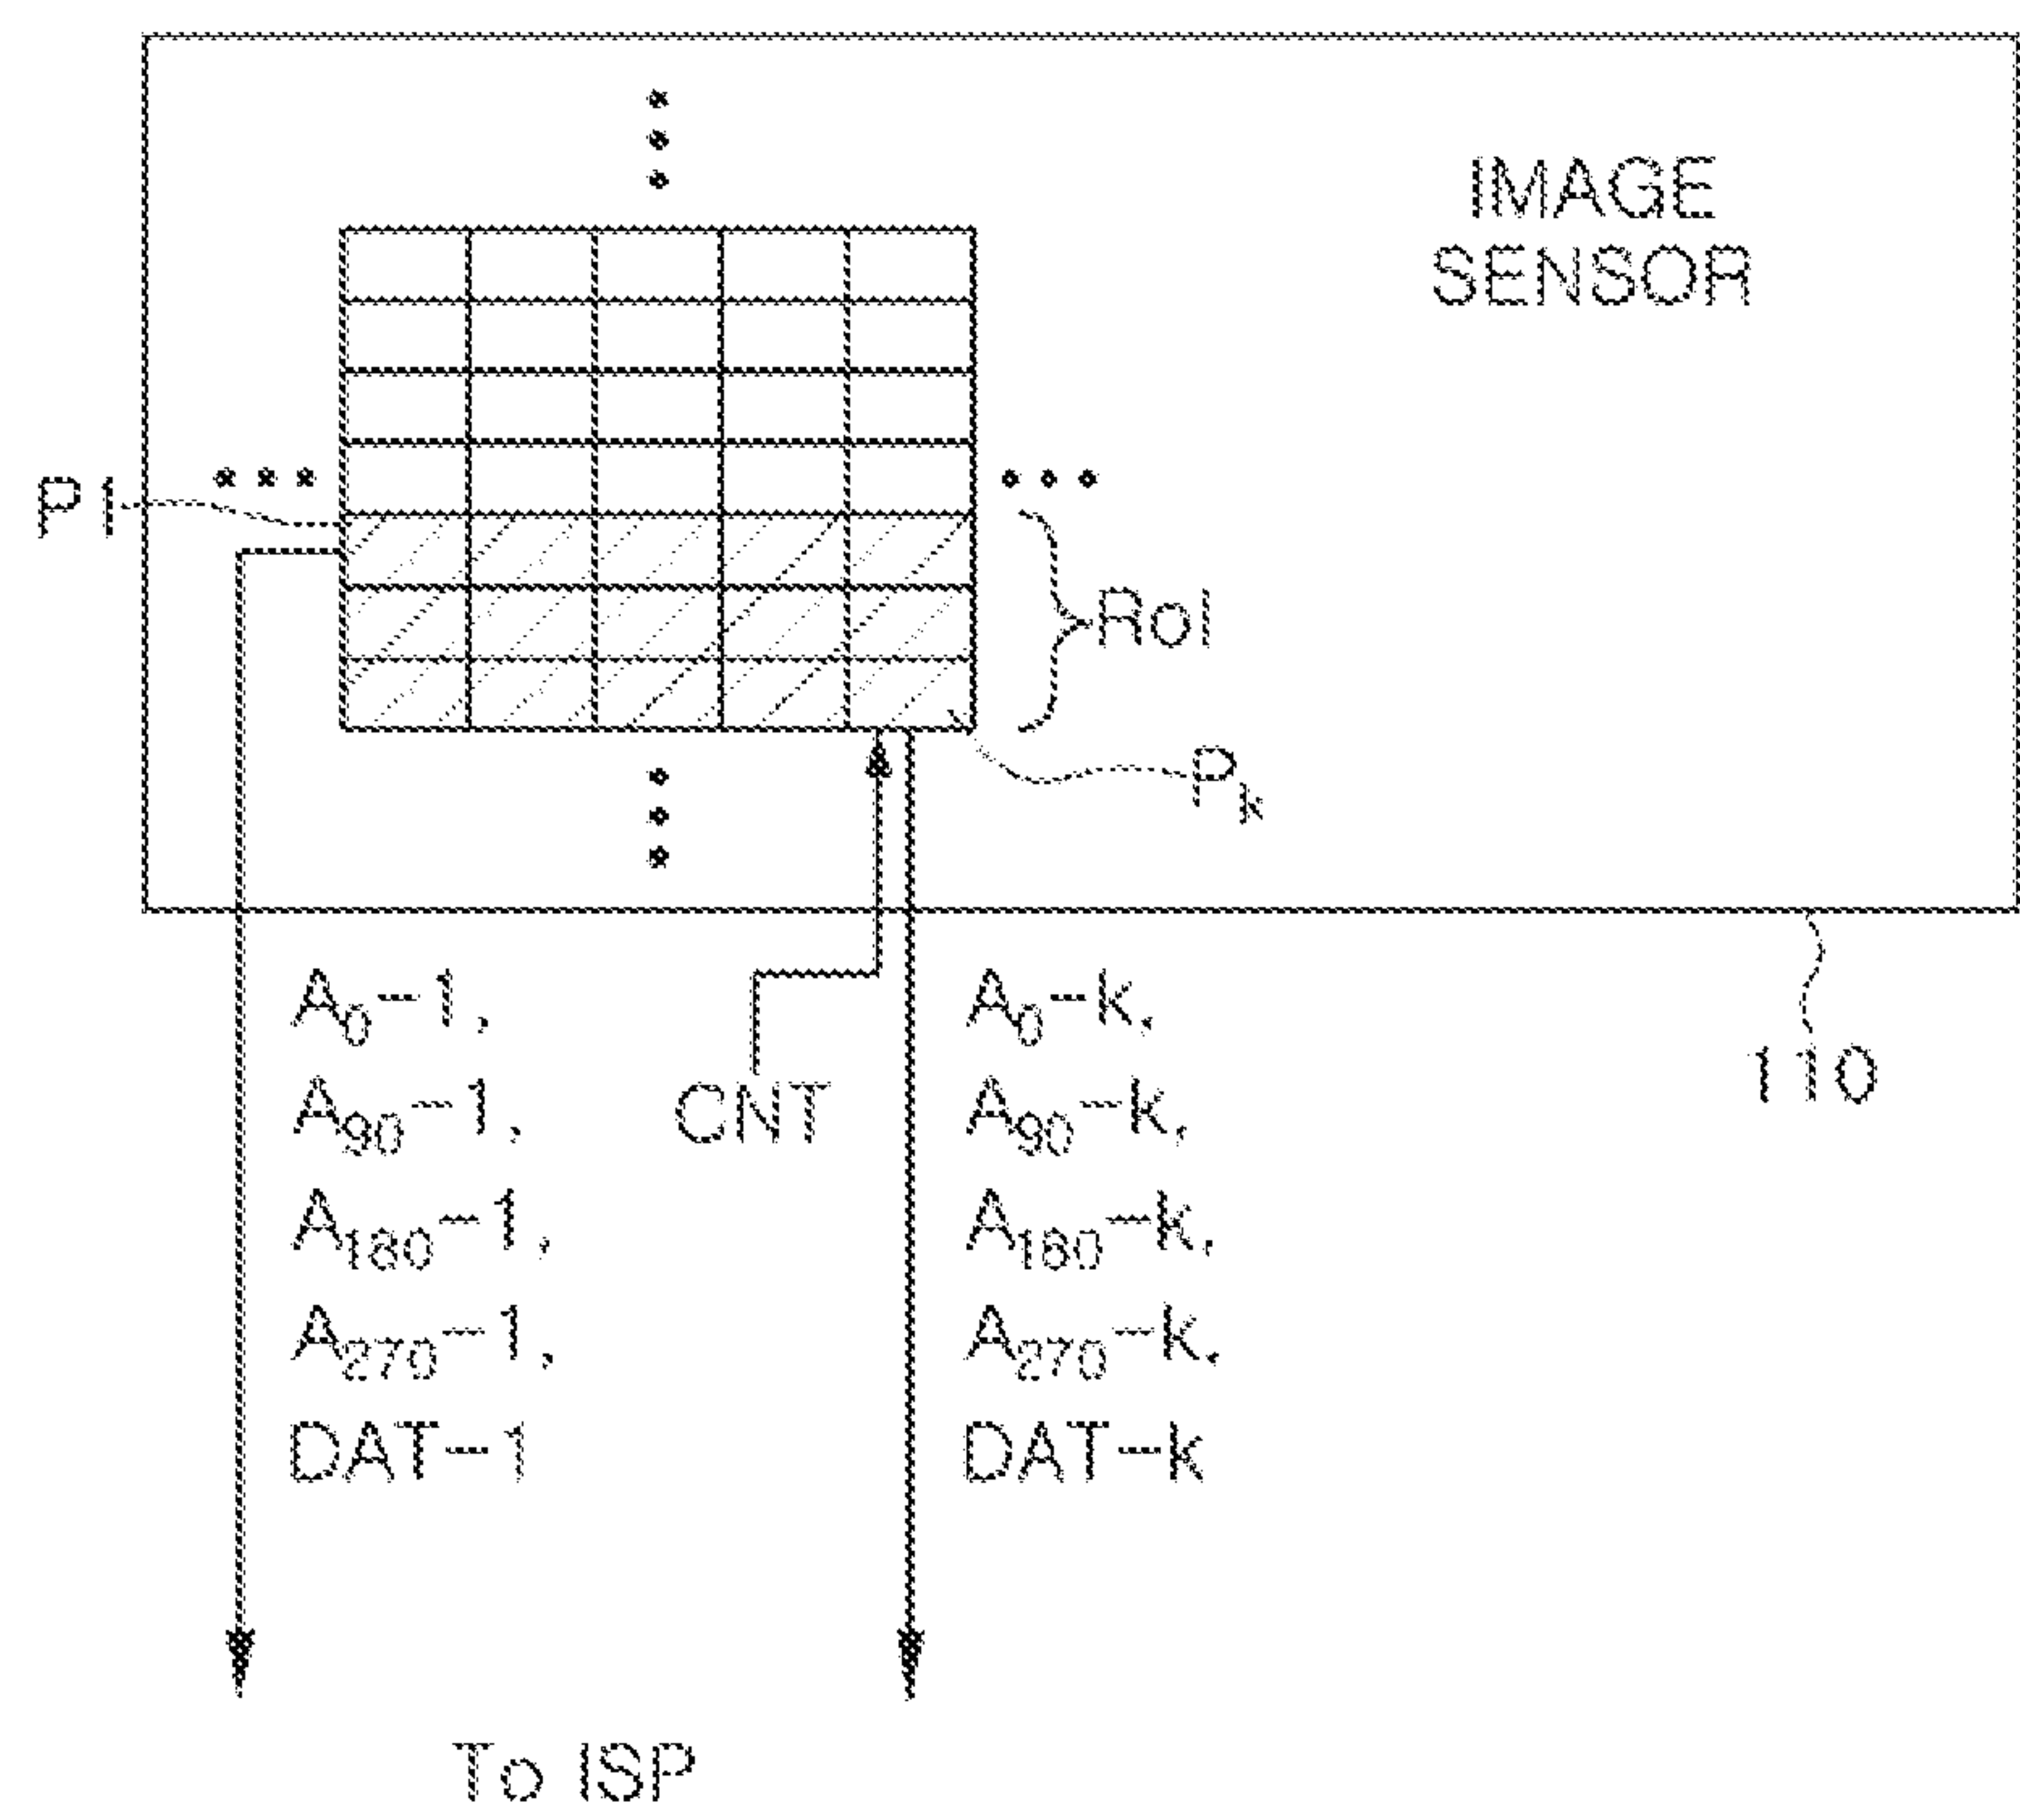 IMAGE
SENSOR
P1
RoI
Pk
A0-1,
A90-1,
A180-1,
A270-1,
DAT-1
CNT
A0-k,
A90-k,
A180-k,
A270-k,
DAT-k
110
To ISP